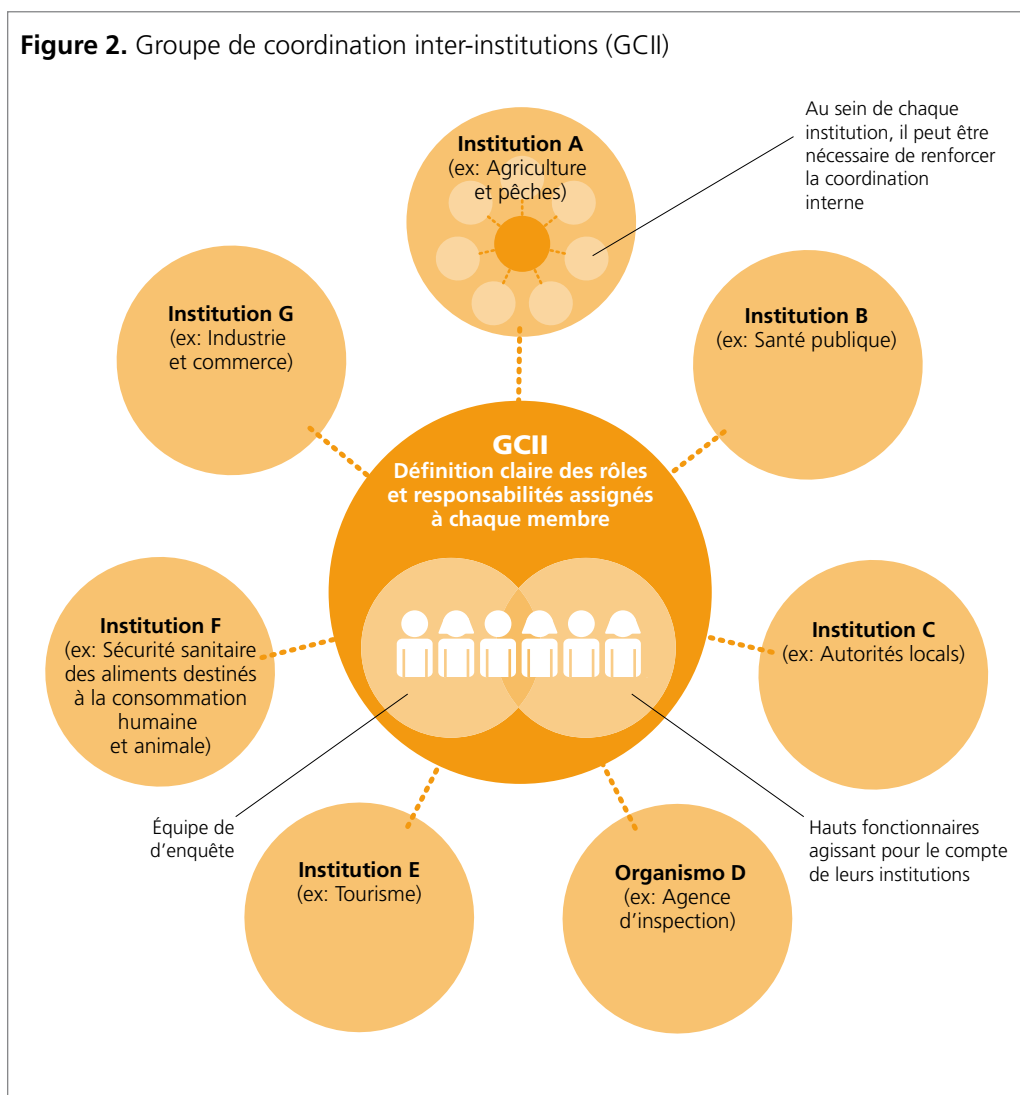 Figure 2. Groupe de coordination inter-institutions (GCII)
Au sein de chaque
institution, il peut être
nécessaire de renforcer
la coordination
interne
Institution A
(ex: Agriculture
et pêches)
Institution G
(ex: Industrie
et commerce)
Institution B
(ex: Santé publique)
GCII
Définition claire des rôles
et responsabilités assignés
à chaque membre
Institution F
(ex: Sécurité sanitaire
des aliments destinés
à la consommation
humaine
et animale)
Institution C
(ex: Autorités locals)
Équipe de
d’enquête
Hauts fonctionnaires
agissant pour le compte
de leurs institutions
Institution E
(ex: Tourisme)
Organismo D
(ex: Agence
d’inspection)